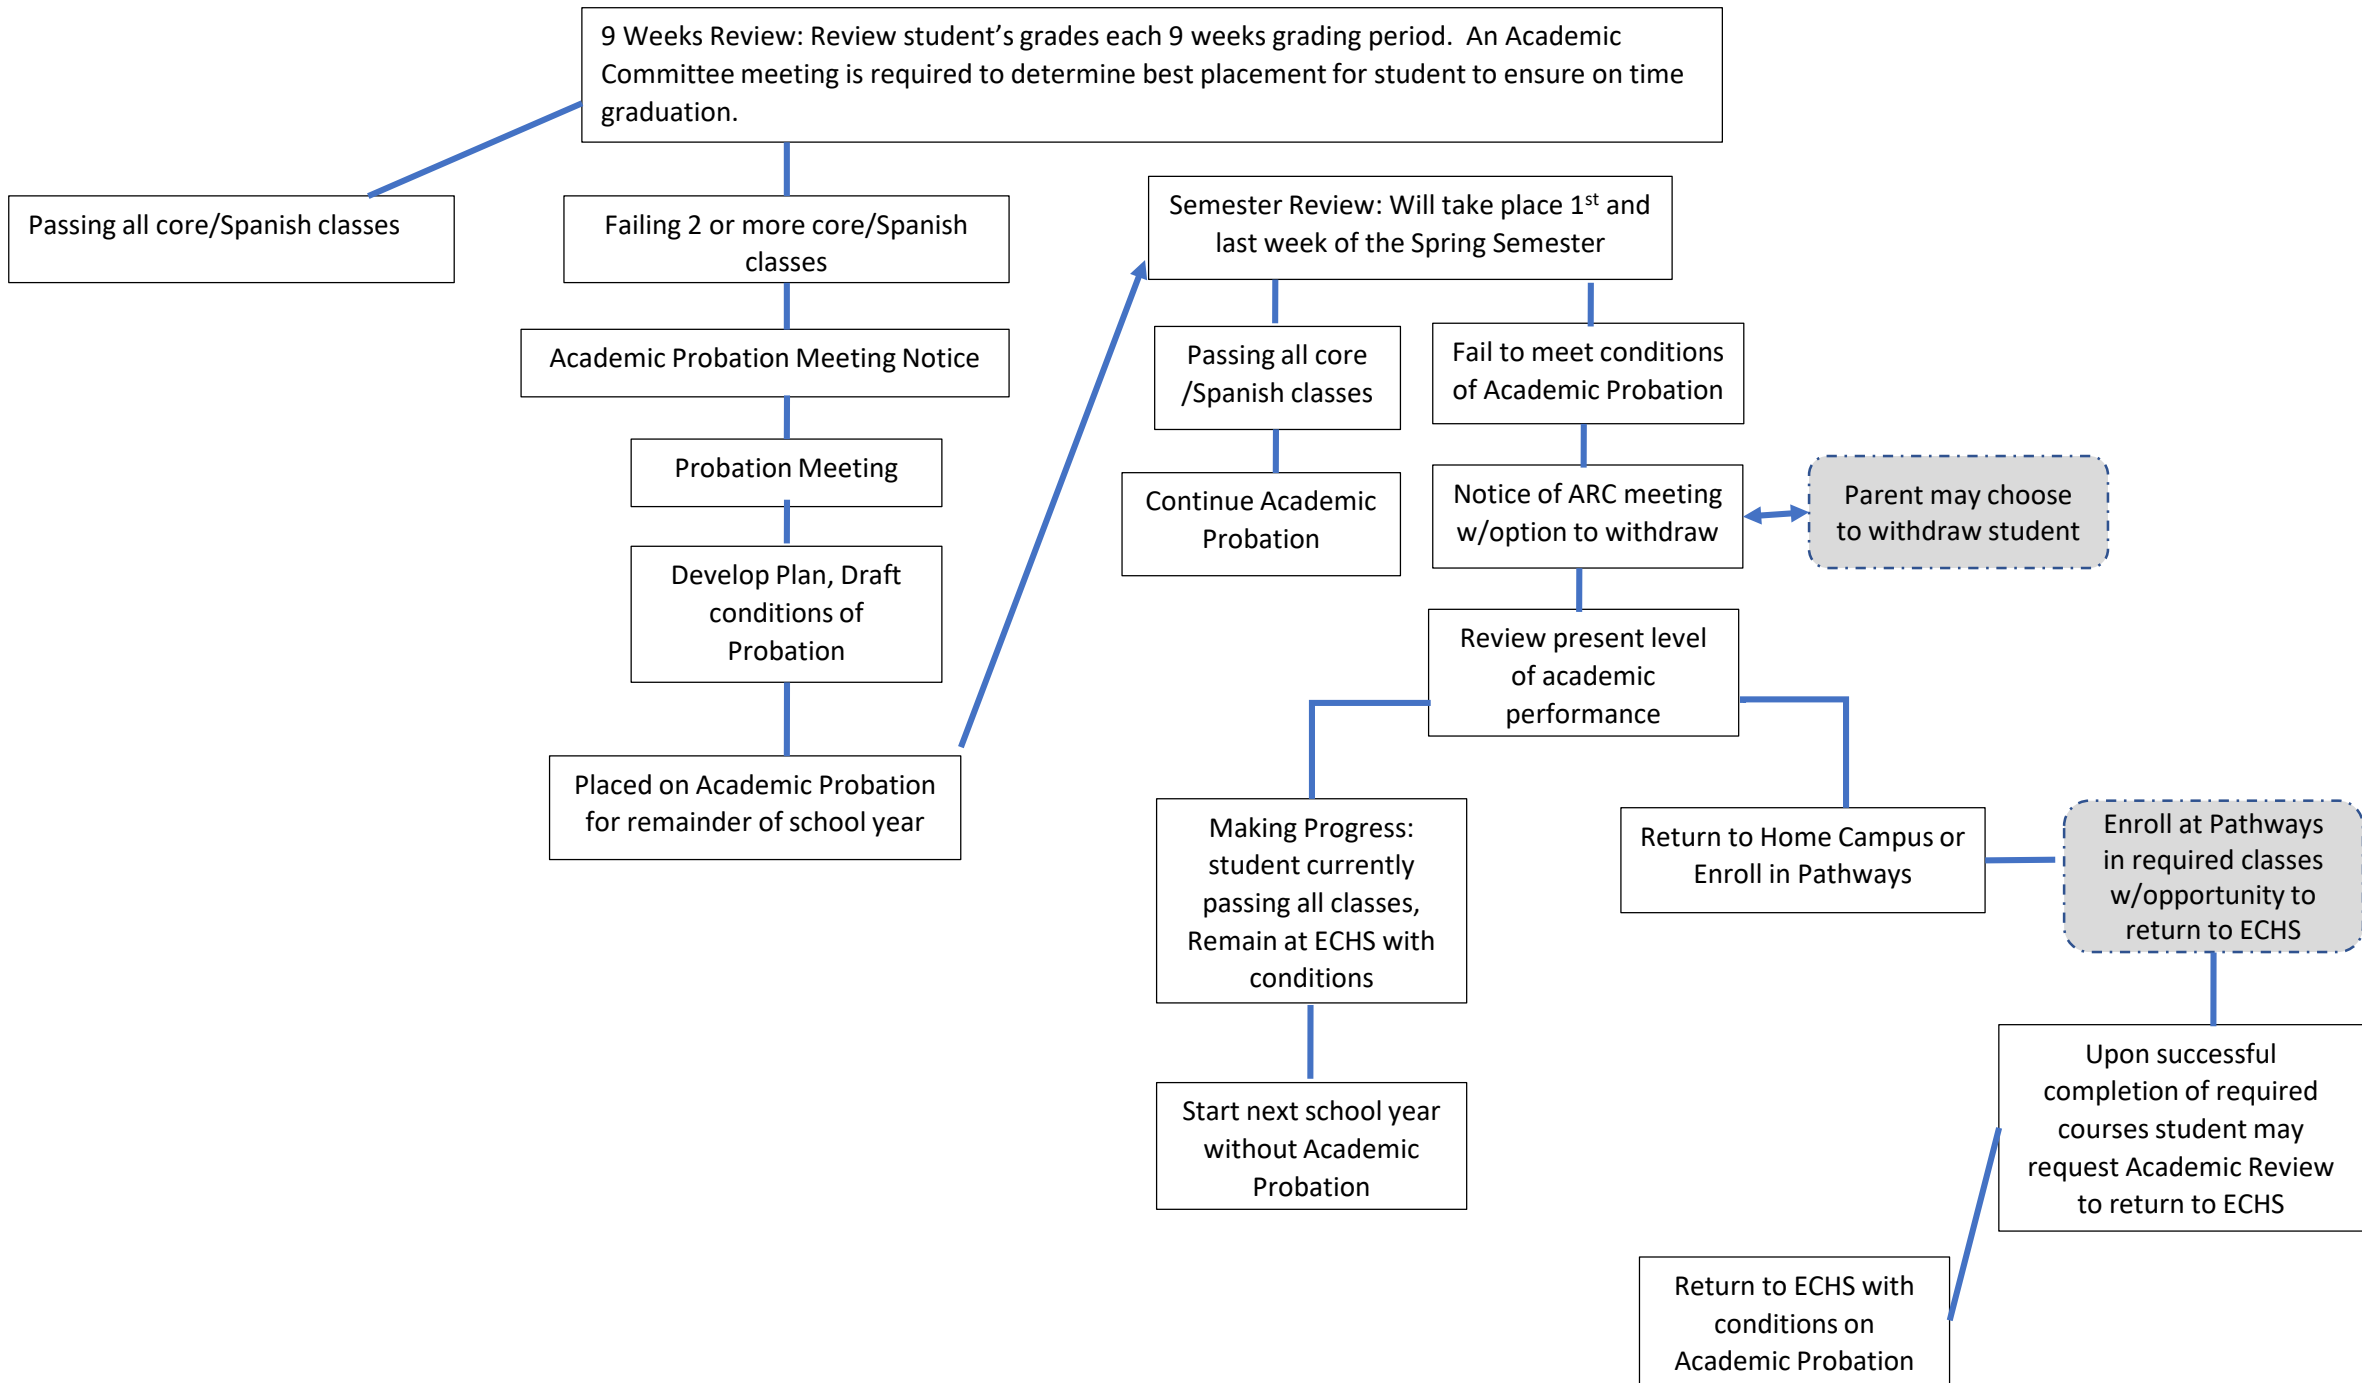 9 Weeks Review: Review student’s grades each 9 weeks grading period.  An Academic
Committee meeting is required to determine best placement for student to ensure on time
graduation.
Passing all core/Spanish classes
Failing 2 or more core/Spanish
classes
Academic Probation Meeting Notice
Probation Meeting
Develop Plan, Draft
conditions of
Probation
Placed on Academic Probation
for remainder of school year
Semester Review: Will take place 1st and
last week of the Spring Semester
Passing all core
/Spanish classes
Continue Academic
Probation
Fail to meet conditions
of Academic Probation
Notice of ARC meeting
w/option to withdraw
Parent may choose
to withdraw student
Review present level
of academic
performance
Making Progress:
student currently
passing all classes,
Remain at ECHS with
conditions
Start next school year
without Academic
Probation
Return to Home Campus or
Enroll in Pathways
Enroll at Pathways
in required classes
w/opportunity to
return to ECHS
Upon successful
completion of required
courses student may
request Academic Review
to return to ECHS
Return to ECHS with
conditions on
Academic Probation